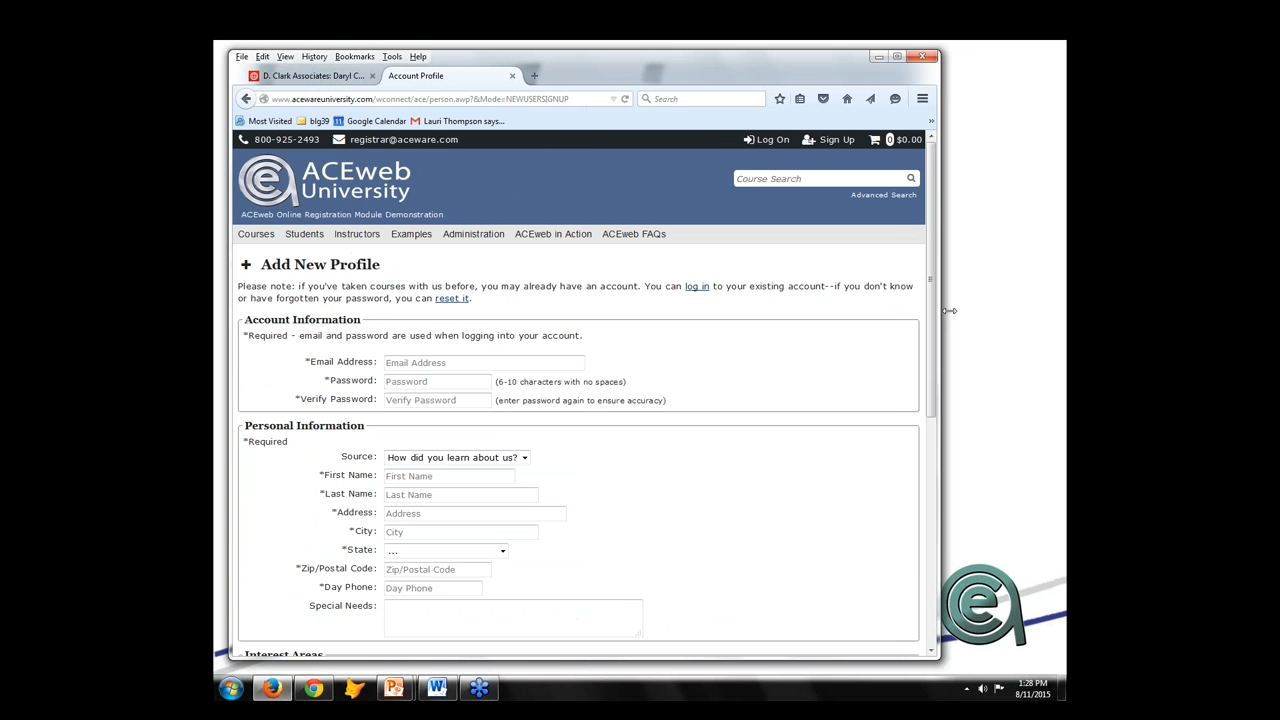 File Edit View History Bookmarks Tools Help
D. Clark Associates: Daryl C... Account Profile
www.acewareuniversity.com/wconnect/ace/person.awp?&Mode=NEWUSERSIGNUP Search
Most Visited blg39 Google Calendar Lauri Thompson says...
800-925-2493 registrar@aceware.com Log On Sign Up 0 $0.00
ACEweb
University
Course Search
Advanced Search
ACEweb Online Registration Module Demonstration
Courses Students Instructors Examples Administration ACEweb in Action ACEweb FAQs
+ Add New Profile
Please note: if you've taken courses with us before, you may already have an account. You can log in to your existing account--if you don't know
or have forgotten your password, you can reset it.
Account Information
*Required - email and password are used when logging into your account.
*Email Address: Email Address
*Password: Password (6-10 characters with no spaces)
*Verify Password: Verify Password (enter password again to ensure accuracy)
Personal Information
*Required
Source: How did you learn about us?
*First Name: First Name
*Last Name: Last Name
*Address: Address
*City: City
*State: ...
*Zip/Postal Code: Zip/Postal Code
*Day Phone: Day Phone
Special Needs:
Interest Areas
1:28 PM
8/11/2015